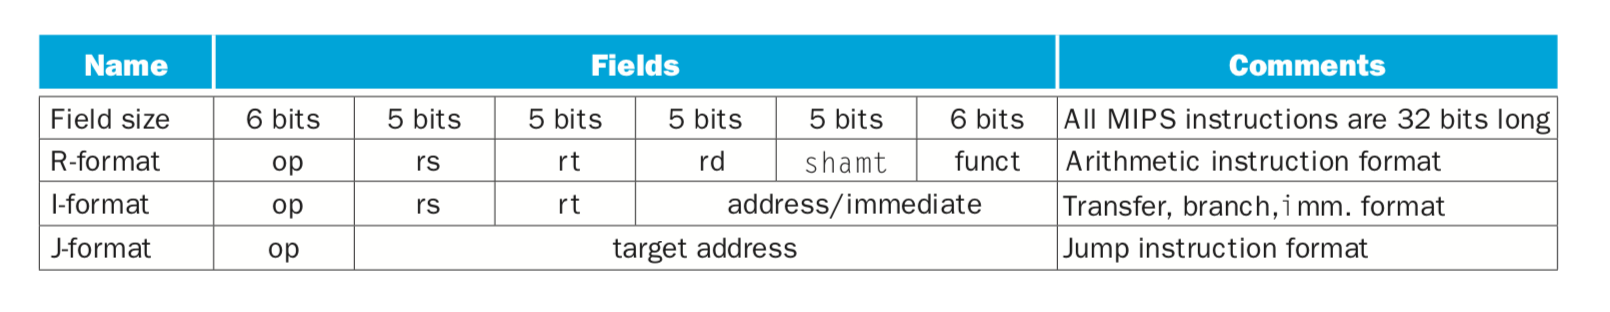 Name Fields Comments
Field size 6 bits 5 bits 5 bits 5 bits 5 bits 6 bits All MIPS instructions are 32 bits long
R-format op rs rt rd shamt funct Arithmetic instruction format
I-format op rs rt address/immediate Transfer, branch,imm. format
J-format op target address Jump instruction format